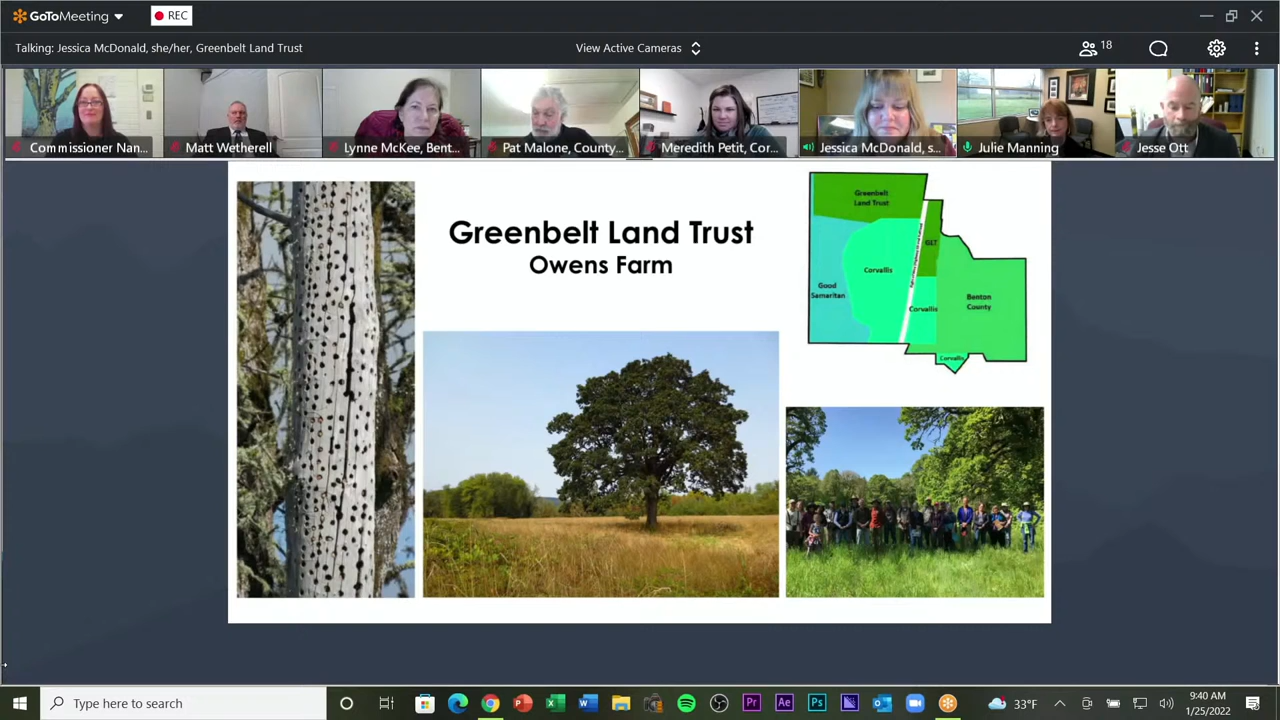 GoToMeeting
REC
Talking: Jessica McDonald, she/her, Greenbelt Land Trust
View Active Cameras
18
Commissioner Nan...
Matt Wetherell
Lynne McKee, Bent...
Pat Malone, County...
Meredith Petit, Cor...
Jessica McDonald, s...
Julie Manning
Jesse Ott
Greenbelt Land Trust
Owens Farm
Greenbelt
Land Trust
GLT
Corvallis
Good
Samaritan
Benton
County
Corvallis
Corvallis
Type here to search
33°F
9:40 AM
1/25/2022